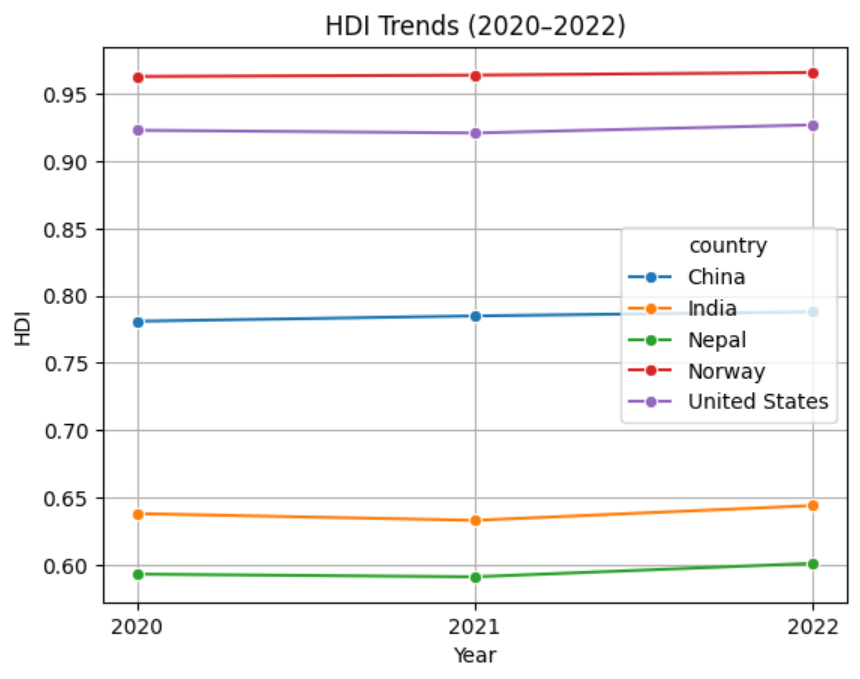 HDI Trends (2020–2022)
HDI
0.95
0.90
0.85
0.80
0.75
0.70
0.65
0.60
country
China
India
Nepal
Norway
United States
2020 2021 2022
Year